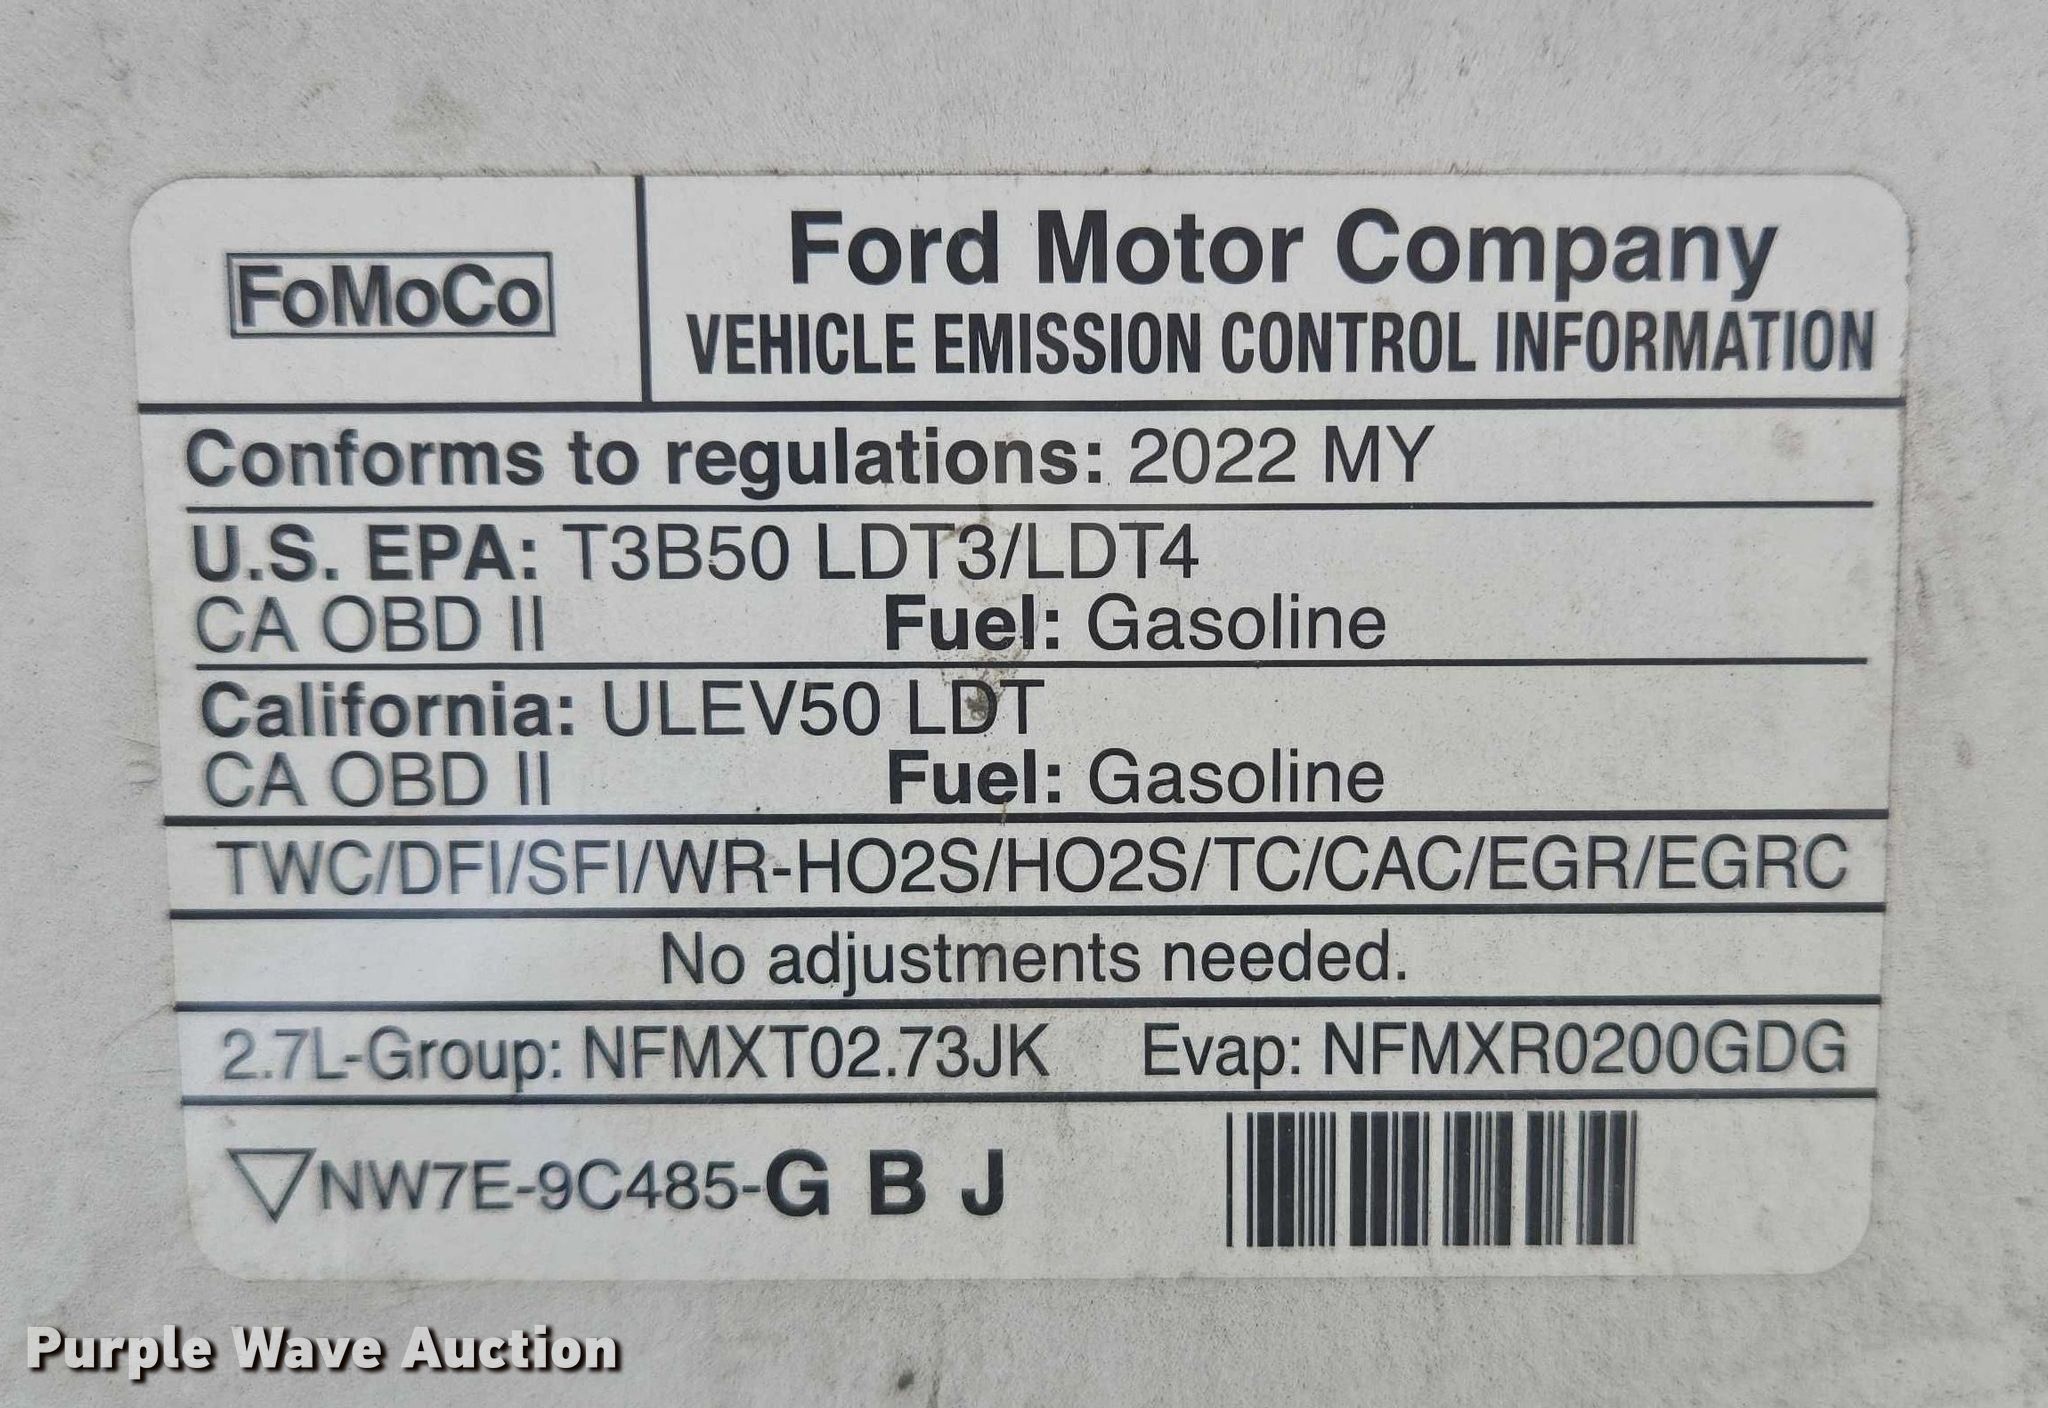 FoMoCo
Ford Motor Company
VEHICLE EMISSION CONTROL INFORMATION
Conforms to regulations: 2022 MY
U.S. EPA: T3B50 LDT3/LDT4
CA OBD II Fuel: Gasoline
California: ULEV50 LDT
CA OBD II Fuel: Gasoline
TWC/DFI/SFI/WR-HO2S/HO2S/TC/CAC/EGR/EGRC
No adjustments needed.
2.7L-Group: NFMXT02.73JK Evap: NFMXR0200GDG
NW7E-9C485-G B J
Purple Wave Auction